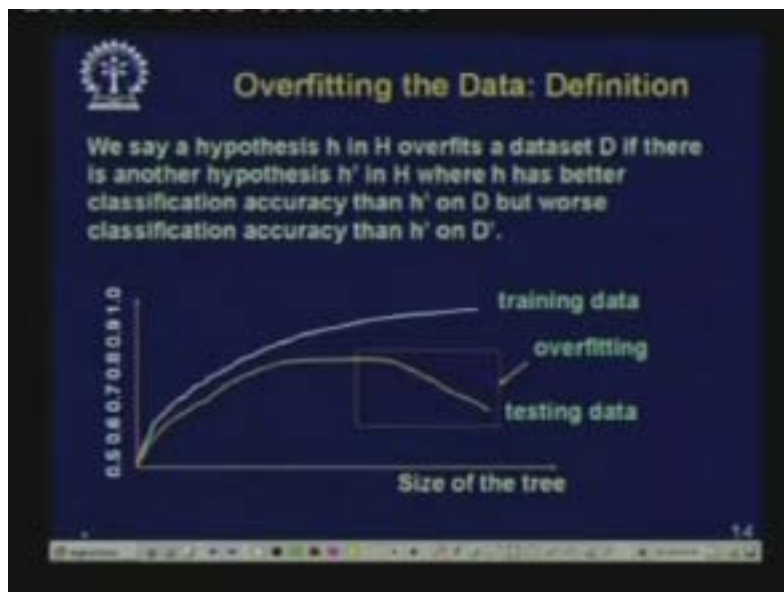 Overfitting the Data: Definition
We say a hypothesis h in H overfits a dataset D if there
is another hypothesis h' in H where h has better
classification accuracy than h' on D but worse
classification accuracy than h' on D'.
0.5 0.6 0.7 0.8 0.9 1.0
training data
overfitting
testing data
Size of the tree
14